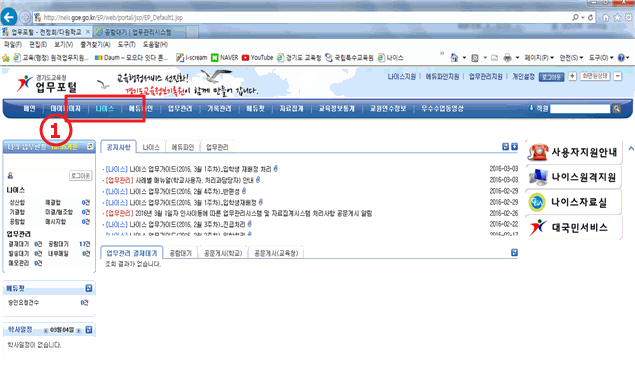 http://neis.goe.go.kr/EP/web/portal/jsp/EP_Default1.jsp
업무포털 - 전정희/다원학교
공람대기 | 업무관리시스템
파일(F) 편집(E) 보기(V) 즐겨찾기(A) 도구(T) 도움말(H)
교육(행정) 원격업무지원...
Daum – 모으다 잇다 흔...
i-scream
NAVER
YouTube
경기도 교육청
국립특수교육원
나이스
페이지(P) 안전(S) 도구(O)
경기도교육청
업무포털
교육행정서비스 선진화!
경기도교육정보기록원이 함께 만들어 갑니다.
나이스지원 | 에듀파인지원 | 업무관리지원 | 개인설정 로그아웃
화면원상태
메인 나이스 에듀파인 업무관리 기록관리 에듀팟 자료집계 교육정보통계 교원연수정보 우수수업동영상 직원
1
로그아웃
나이스
상신함 0건
결재함 0건
기결함 0건
미결/협조함 0건
공람함 0건
메시지함 0건
업무관리
결재대기 0건 공람대기 17건
발송대기 0건 내부메일 0건
메모관리 0건
에듀팟
승인요청건수 0건
학사일정 03월04일
학사일정이 없습니다.
공지사항 나이스 에듀파인 업무관리
[나이스] 나이스 업무가이드(2016, 3월 1주차)_입학생 재배정 처리 2016-03-03
[업무관리] 사례별 매뉴얼(학교사용자, 처리과담당자) 안내 2016-03-03
[나이스] 나이스 업무가이드(2016, 2월 4주차)_반편성 2016-02-29
[나이스] 나이스 업무가이드(2016, 3월 1주차)_입학생재배정 2016-02-29
[업무관리] 2016년 3월 1일자 인사이동에 따른 업무관리시스템 및 자료집계시스템 처리사항 공문게시 알림 2016-02-26
[나이스] 나이스 업무가이드(2016, 2월 3주차)_진급처리 2016-02-22
업무관리 결재대기 공람대기 공문게시(학교) 공문게시(교육청)
조회 결과가 없습니다.
사용자지원안내
나이스원격지원
나이스자료실
대국민서비스